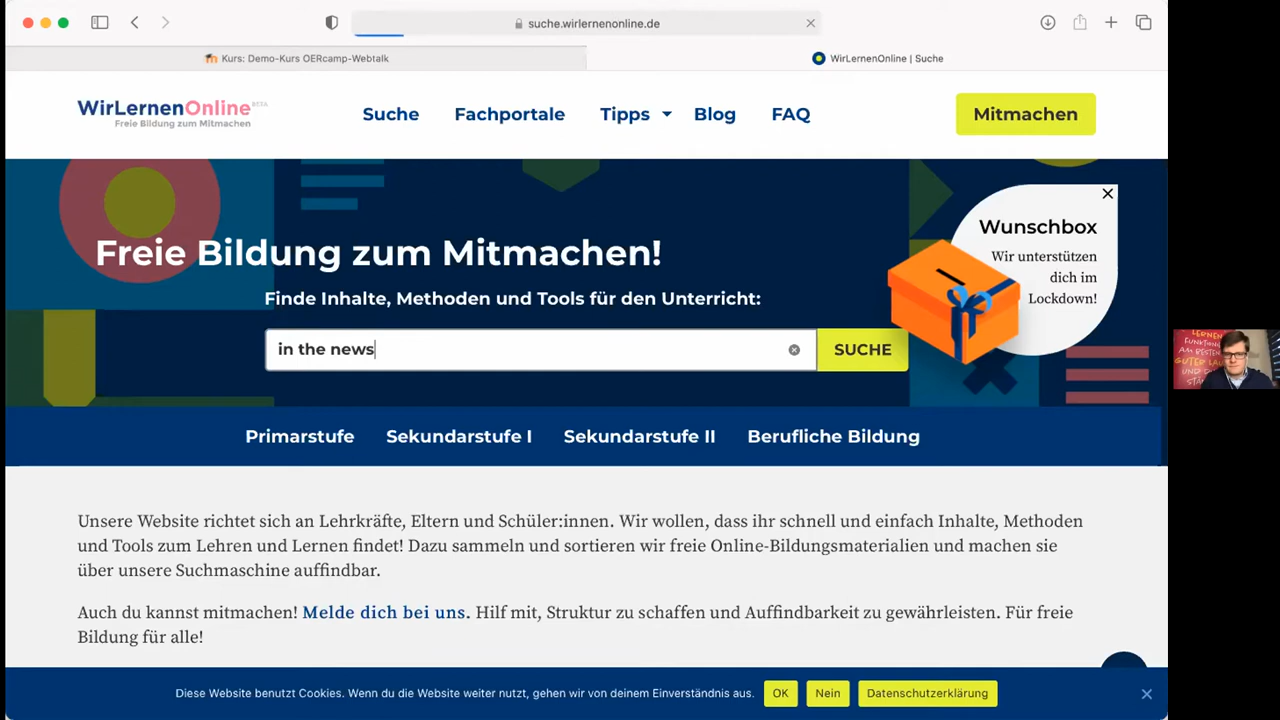 suche.wirlernenonline.de
Kurs: Demo-Kurs OERcamp-Webtalk
WirLernenOnline | Suche
WirLernenOnline BETA
Freie Bildung zum Mitmachen
Suche Fachportale Tipps Blog FAQ Mitmachen
Freie Bildung zum Mitmachen!
Finde Inhalte, Methoden und Tools für den Unterricht:
in the news
SUCHE
Wunschbox
Wir unterstützen
dich im
Lockdown!
Primarstufe Sekundarstufe I Sekundarstufe II Berufliche Bildung
Unsere Website richtet sich an Lehrkräfte, Eltern und Schüler:innen. Wir wollen, dass ihr schnell und einfach Inhalte, Methoden
und Tools zum Lehren und Lernen findet! Dazu sammeln und sortieren wir freie Online-Bildungsmaterialien und machen sie
über unsere Suchmaschine auffindbar.
Auch du kannst mitmachen! Melde dich bei uns. Hilf mit, Struktur zu schaffen und Auffindbarkeit zu gewährleisten. Für freie
Bildung für alle!
Diese Website benutzt Cookies. Wenn du die Website weiter nutzt, gehen wir von deinem Einverständnis aus.
OK Nein Datenschutzerklärung
LERNEN
FUNKTION
AM BESTEN
GUTER